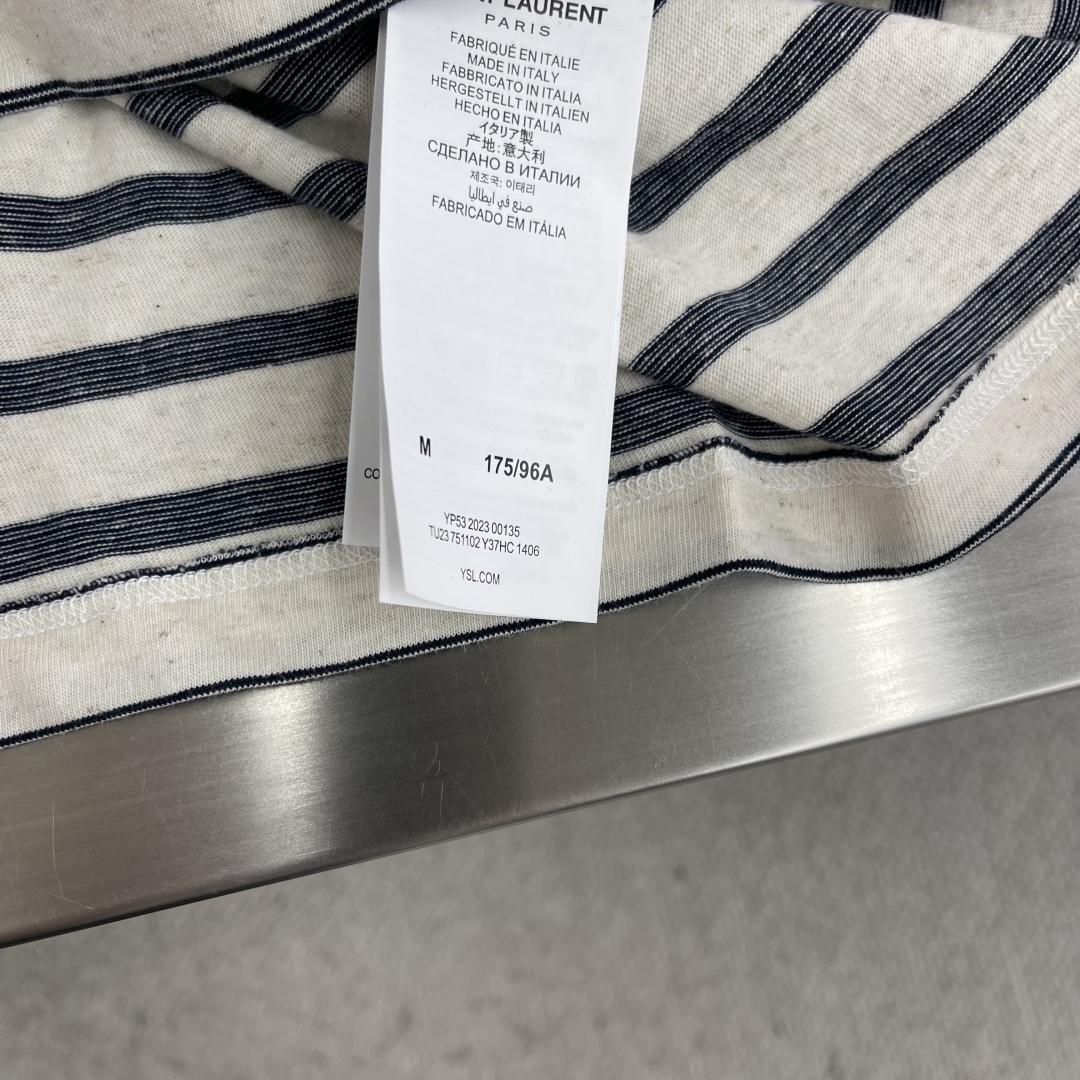 LAURENT
PARIS
FABRIQUÉ EN ITALIE
MADE IN ITALY
FABBRICATO IN ITALIA
HERGESTELLT IN ITALIEN
HECHO EN ITALIA
イタリア製
产地: 意大利
СДЕЛАНО В ИТАЛИИ
제조국: 이태리
صنع في ايطاليا
FABRICADO EM ITÁLIA
M 175/96A
CO
YP53 2023 00135
TU23 751102 Y37HC 1406
YSL.COM